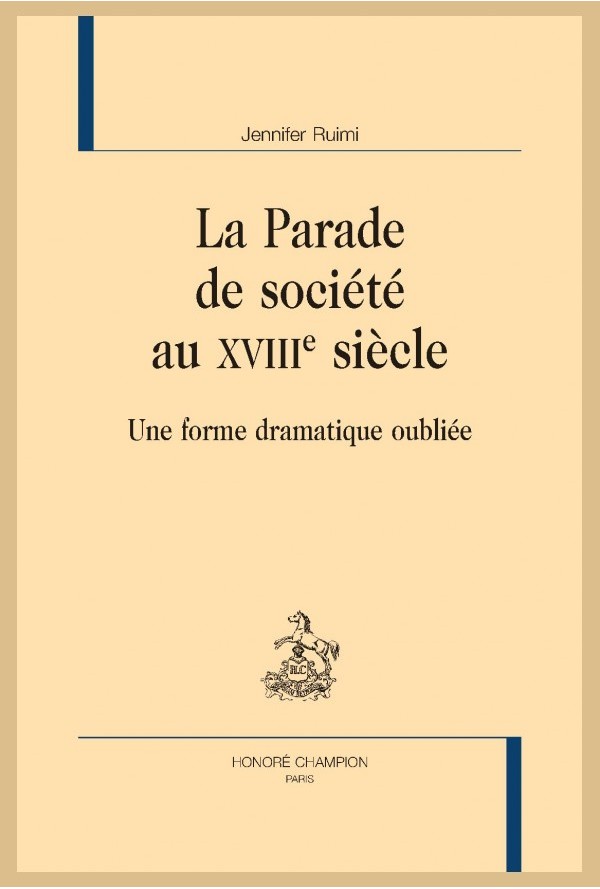 Jennifer Ruimi
La Parade
de société
au XVIIIᵉ siècle
Une forme dramatique oubliée
HONORÉ CHAMPION
PARIS